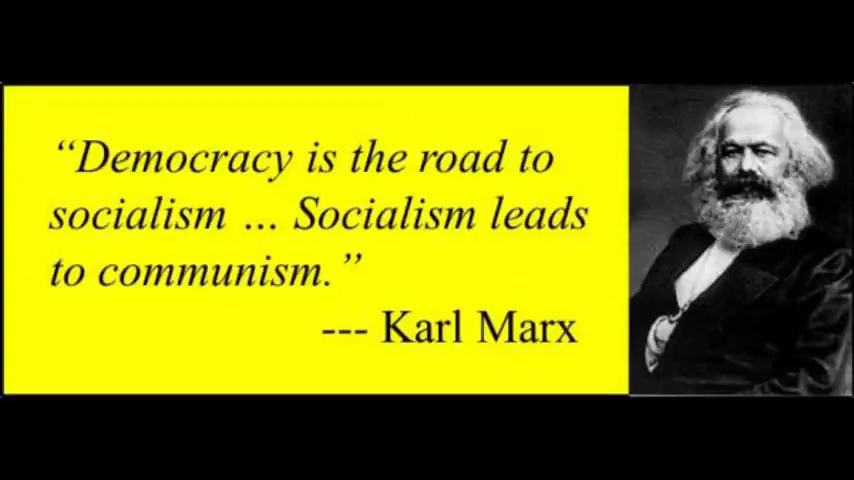 “Democracy is the road to
socialism ... Socialism leads
to communism.”
--- Karl Marx